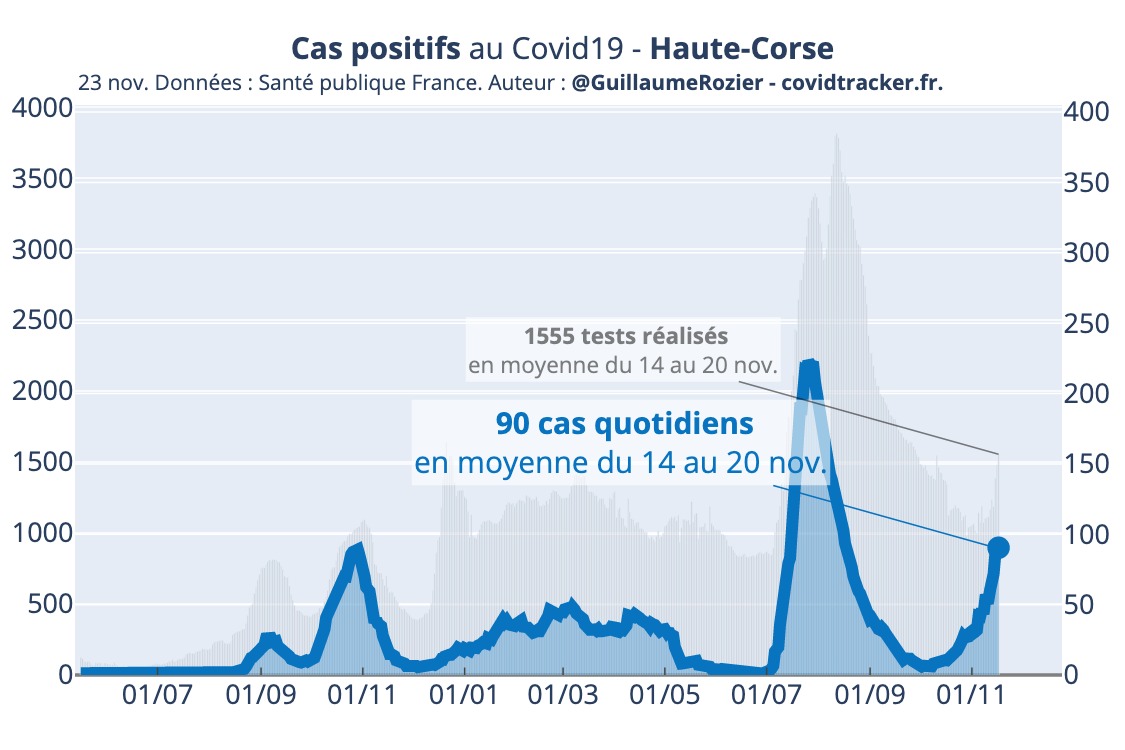 Cas positifs au Covid19 - Haute-Corse
23 nov. Données : Santé publique France. Auteur : @GuillaumeRozier - covidtracker.fr.
4000
3500
3000
2500
2000
1500
1000
500
0
400
350
300
250
200
150
100
50
0
1555 tests réalisés
en moyenne du 14 au 20 nov.
90 cas quotidiens
en moyenne du 14 au 20 nov.
01/07 01/09 01/11 01/01 01/03 01/05 01/07 01/09 01/11